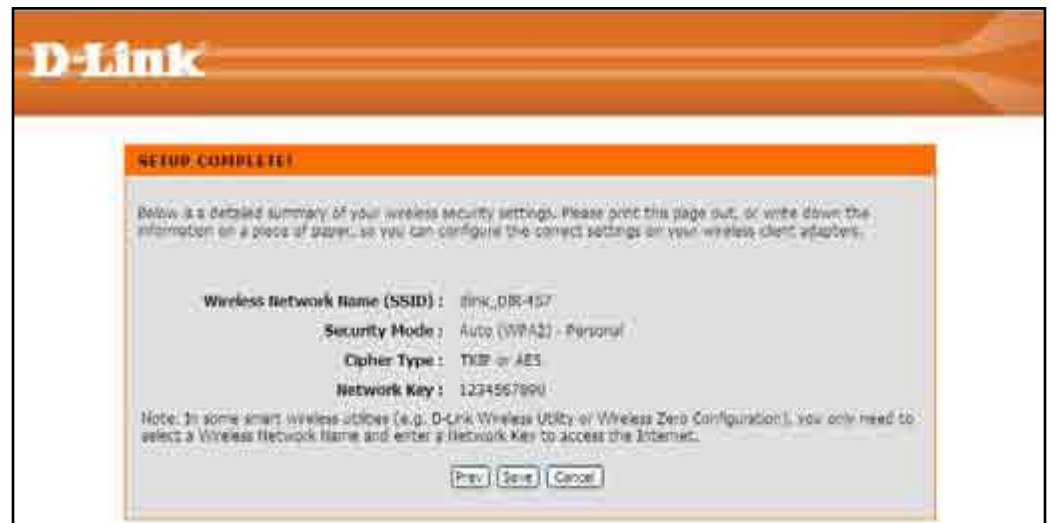 D-Link
SETUP COMPLETE!
Below is a detailed summary of your wireless security settings. Please print this page out, or write down the
information on a piece of paper, so you can configure the correct settings on your wireless client adapters.
Wireless Network Name (SSID) : dlink_DIR-457
Security Mode : Auto (WPA2) - Personal
Cipher Type : TKIP or AES
Network Key : 1234567890
Note: In some smart wireless utilities (e.g. D-Link Wireless Utility or Wireless Zero Configuration), you only need to
select a Wireless Network Name and enter a Network Key to access the Internet.
Prev Save Cancel